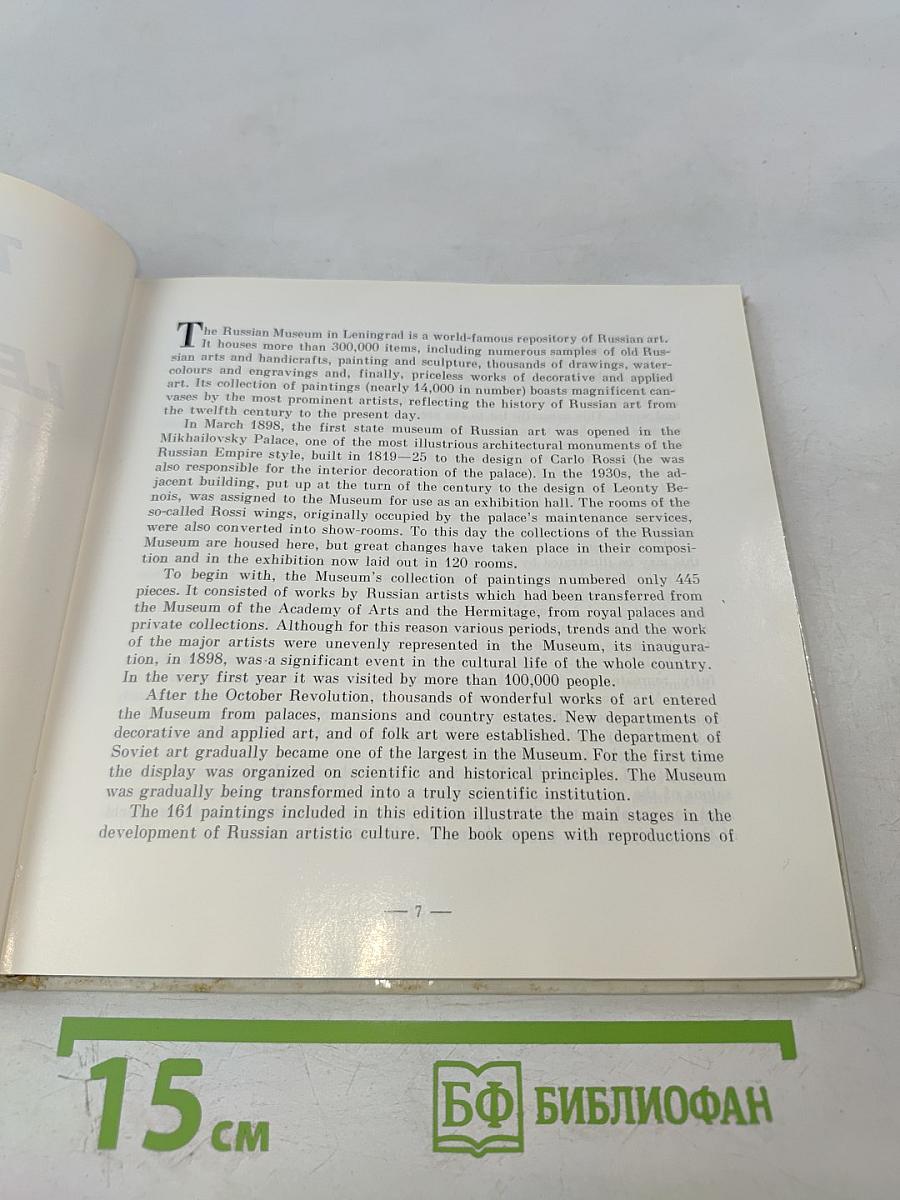 The Russian Museum in Leningrad is a world-famous repository of Russian art.
It houses more than 300,000 items, including numerous samples of old Rus-
sian arts and handicrafts, painting and sculpture, thousands of drawings, water-
colours and engravings and, finally, priceless works of decorative and applied
art. Its collection of paintings (nearly 14,000 in number) boasts magnificent can-
vases by the most prominent artists, reflecting the history of Russian art from
the twelfth century to the present day.
In March 1898, the first state museum of Russian art was opened in the
Mikhailovsky Palace, one of the most illustrious architectural monuments of the
Russian Empire style, built in 1819—25 to the design of Carlo Rossi (he was
also responsible for the interior decoration of the palace). In the 1930s, the ad-
jacent building, put up at the turn of the century to the design of Leonty Be-
nois, was assigned to the Museum for use as an exhibition hall. The rooms of the
so-called Rossi wings, originally occupied by the palace's maintenance services,
were also converted into show-rooms. To this day the collections of the Russian
Museum are housed here, but great changes have taken place in their composi-
tion and in the exhibition now laid out in 120 rooms.
To begin with, the Museum's collection of paintings numbered only 445
pieces. It consisted of works by Russian artists which had been transferred from
the Museum of the Academy of Arts and the Hermitage, from royal palaces and
private collections. Although for this reason various periods, trends and the work
of the major artists were unevenly represented in the Museum, its inaugura-
tion, in 1898, was a significant event in the cultural life of the whole country.
In the very first year it was visited by more than 100,000 people.
After the October Revolution, thousands of wonderful works of art entered
the Museum from palaces, mansions and country estates. New departments of
decorative and applied art, and of folk art were established. The department of
Soviet art gradually became one of the largest in the Museum. For the first time
the display was organized on scientific and historical principles. The Museum
was gradually being transformed into a truly scientific institution.
The 161 paintings included in this edition illustrate the main stages in the
development of Russian artistic culture. The book opens with reproductions of
— 7 —
15 см
БФ БИБЛИОФАН